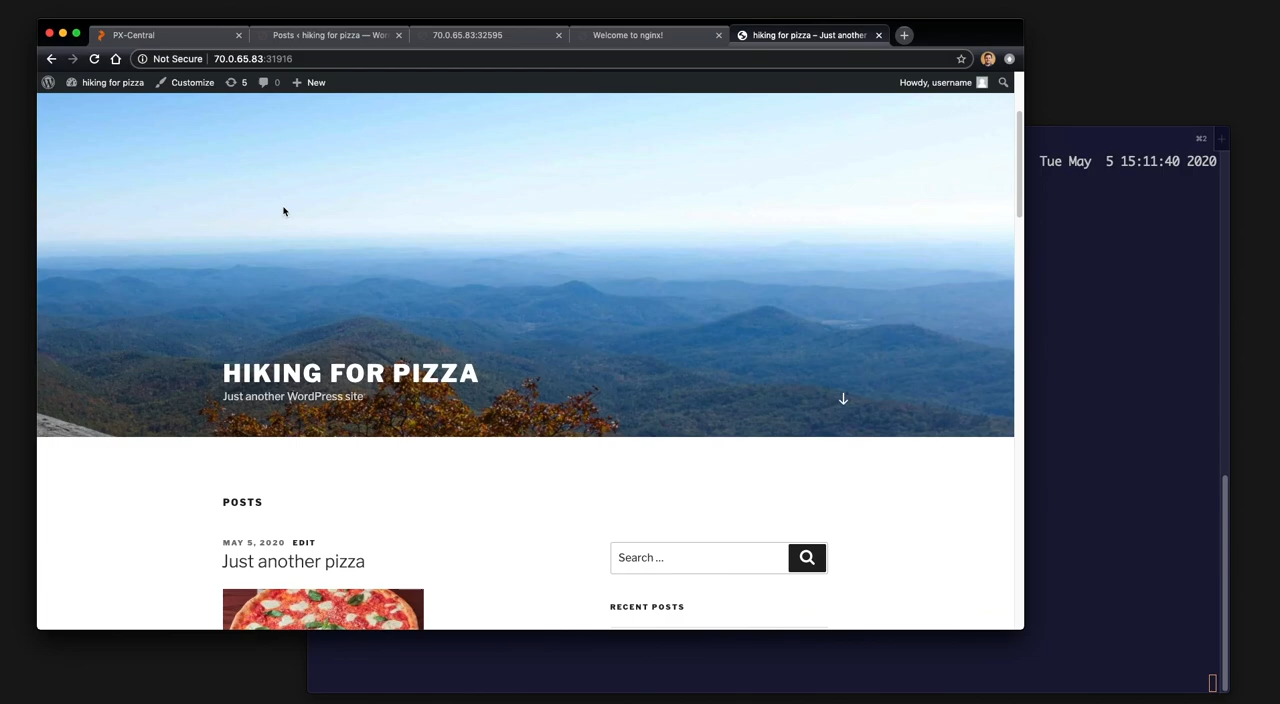 PX-Central
Posts ‹ hiking for pizza — Wor
70.0.65.83:32595
Welcome to nginx!
hiking for pizza – Just another
Not Secure
70.0.65.83:31916
hiking for pizza
Customize
5
0
New
Howdy, username
⌘2
Tue May 5 15:11:40 2020
HIKING FOR PIZZA
Just another WordPress site
POSTS
MAY 5, 2020 EDIT
Just another pizza
Search …
RECENT POSTS